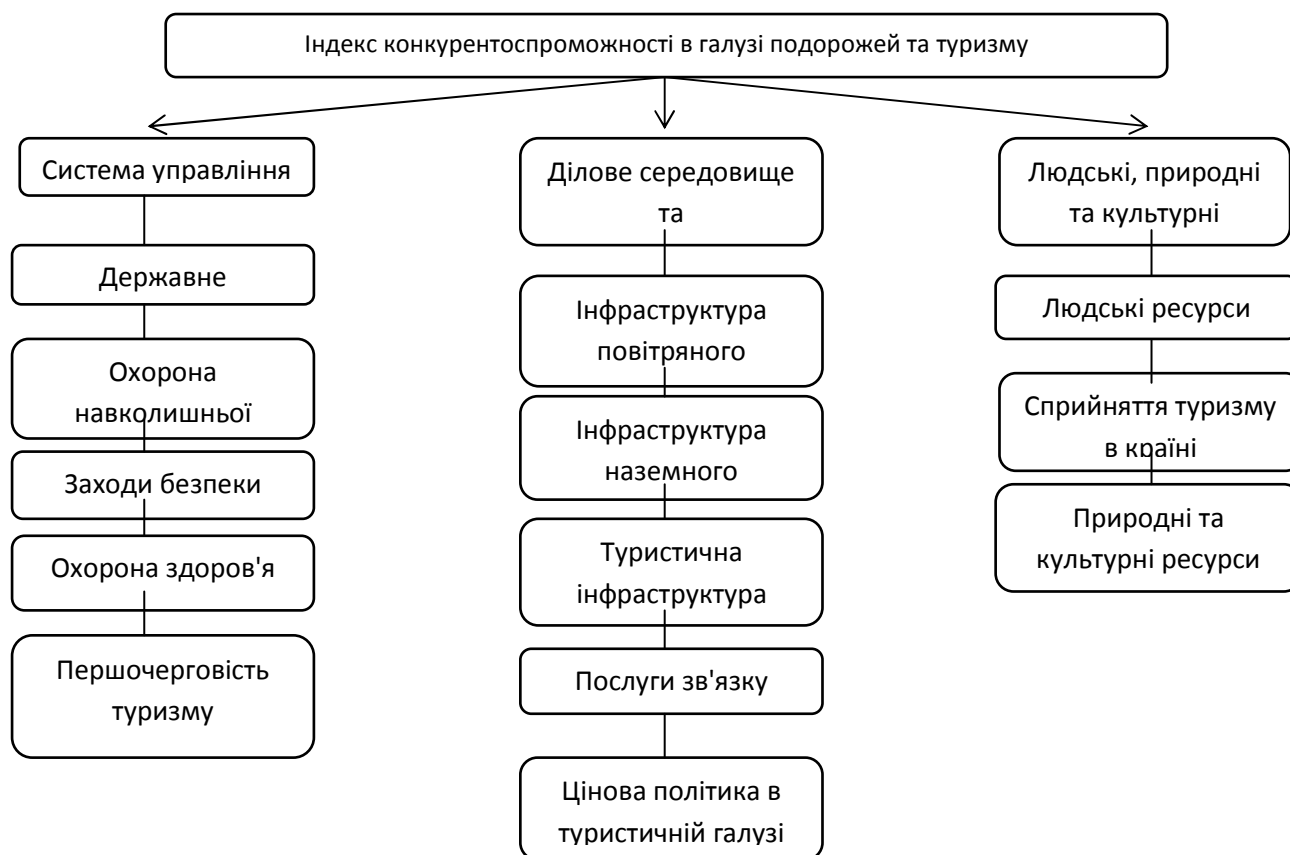 Індекс конкурентоспроможності в галузі подорожей та туризму
Система управління
Державне
Охорона
навколишньої
Заходи безпеки
Охорона здоров'я
Першочерговість
туризму
Ділове середовище
та
Інфраструктура
повітряного
Інфраструктура
наземного
Туристична
інфраструктура
Послуги зв'язку
Цінова політика в
туристичній галузі
Людські, природні
та культурні
Людські ресурси
Сприйняття туризму
в країні
Природні та
культурні ресурси